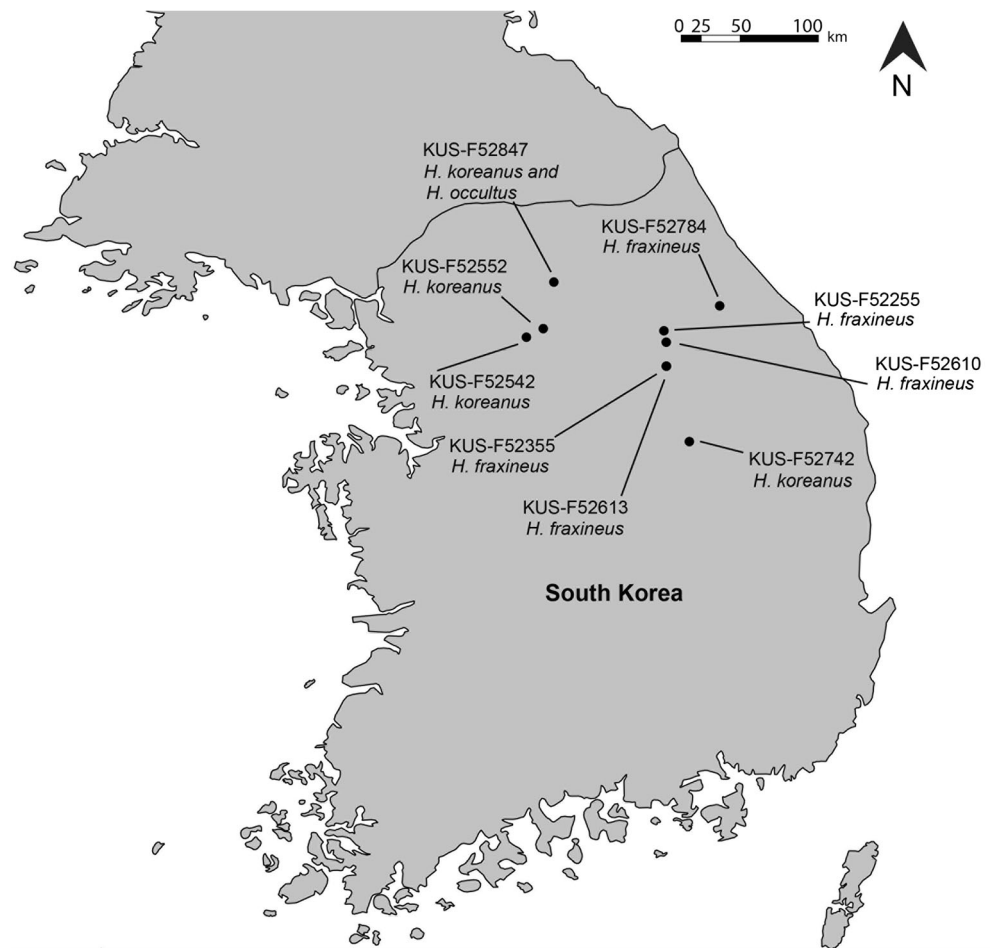 0 25 50 100 km
N
KUS-F52847
H. koreanus and
H. occultus
KUS-F52784
H. fraxineus
KUS-F52552
H. koreanus
KUS-F52255
H. fraxineus
KUS-F52610
H. fraxineus
KUS-F52542
H. koreanus
KUS-F52355
H. fraxineus
KUS-F52742
H. koreanus
KUS-F52613
H. fraxineus
South Korea